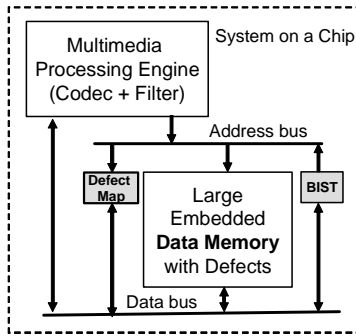 System on a Chip
Multimedia
Processing Engine
(Codec + Filter)
Address bus
Defect
Map
Large
Embedded
Data Memory
with Defects
BIST
Data bus